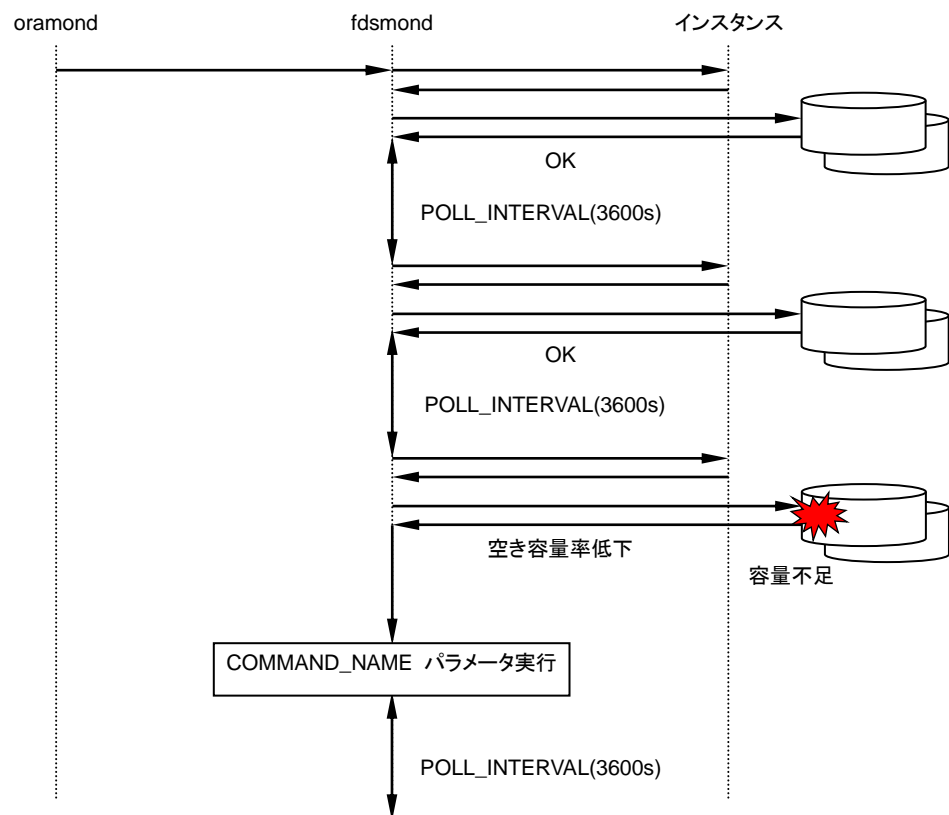 oramond
fdsmond
インスタンス
OK
POLL_INTERVAL(3600s)
OK
POLL_INTERVAL(3600s)
空き容量率低下
容量不足
COMMAND_NAME パラメータ実行
POLL_INTERVAL(3600s)